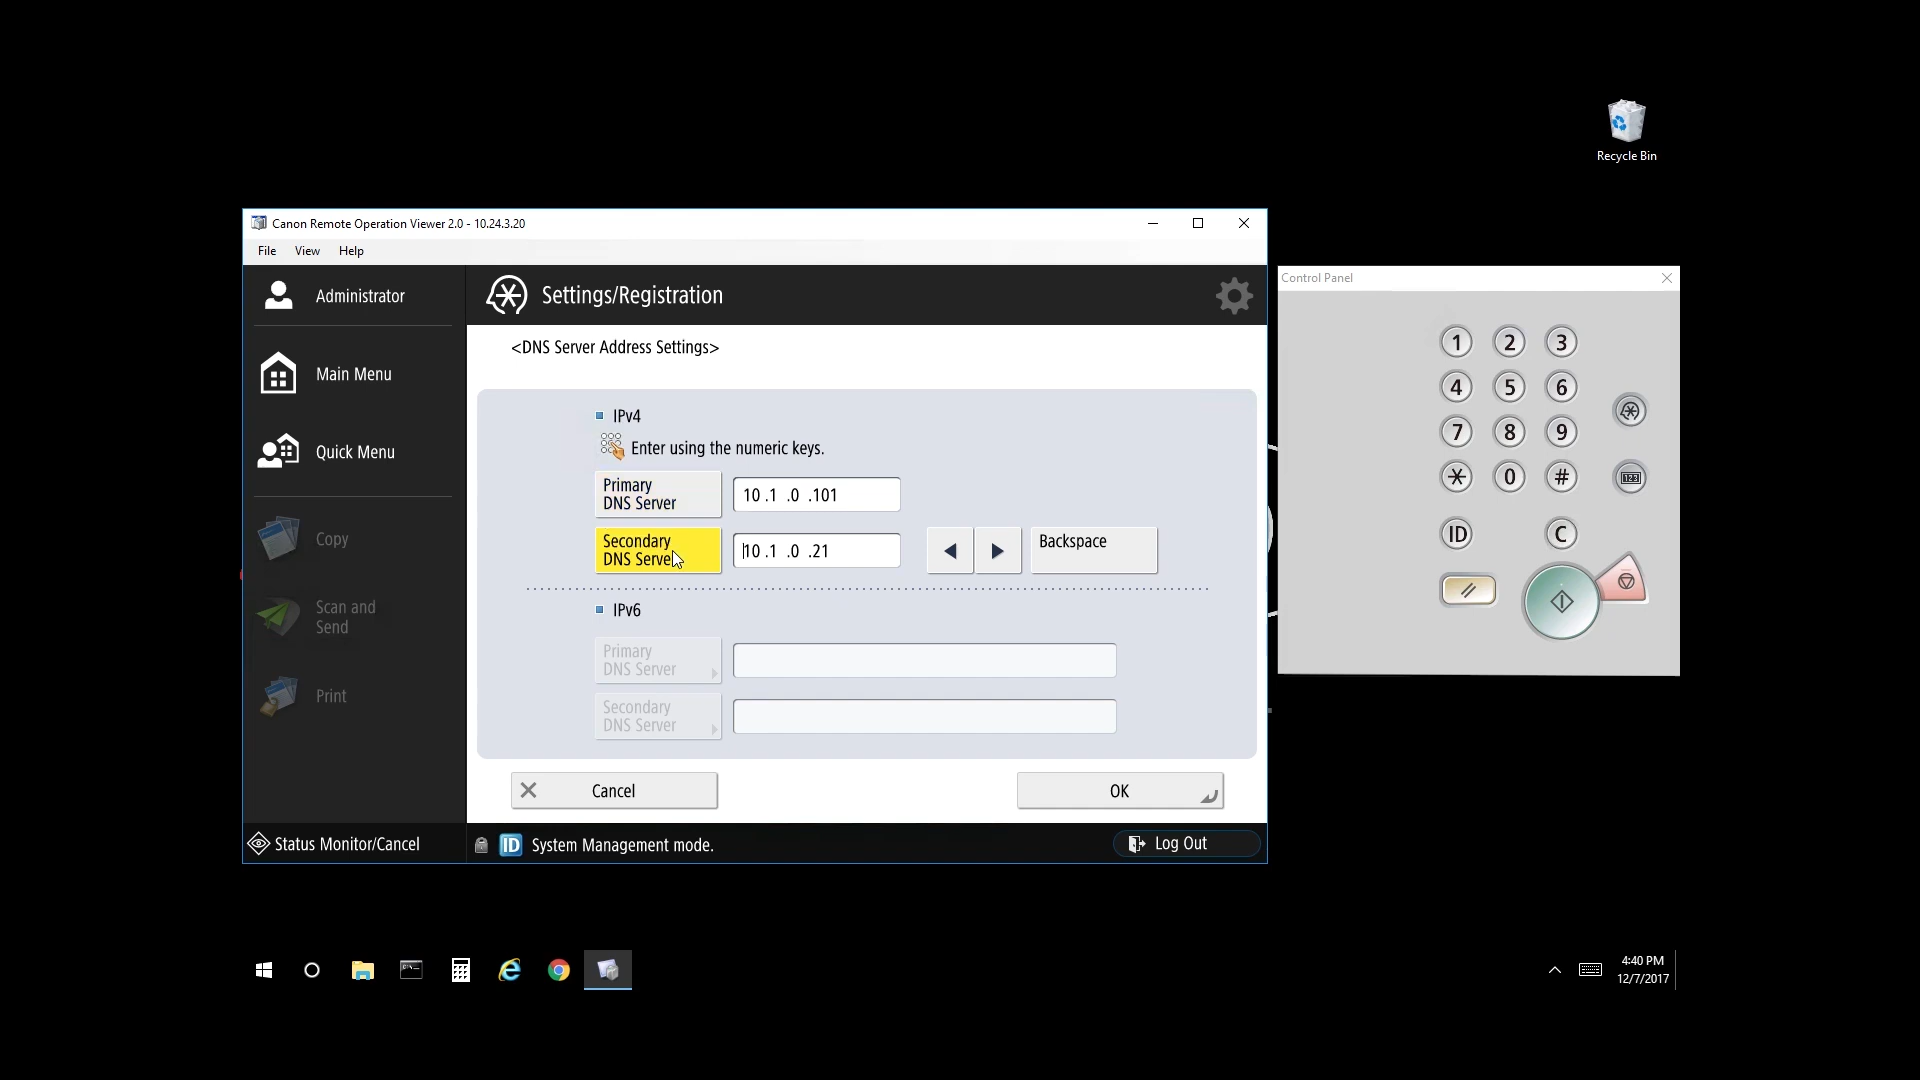 Recycle Bin
Canon Remote Operation Viewer 2.0 - 10.24.3.20
File View Help
Administrator
Settings/Registration
Control Panel
<DNS Server Address Settings>
Main Menu
Quick Menu
IPv4
Enter using the numeric keys.
Primary
DNS Server
10 .1 .0 .101
Secondary
DNS Server
10 .1 .0 .21
Backspace
IPv6
Primary
DNS Server
Secondary
DNS Server
Copy
Scan and
Send
Print
Cancel
OK
Status Monitor/Cancel
ID System Management mode.
Log Out
1 2 3
4 5 6
7 8 9
0 #
123
ID C
4:40 PM
12/7/2017